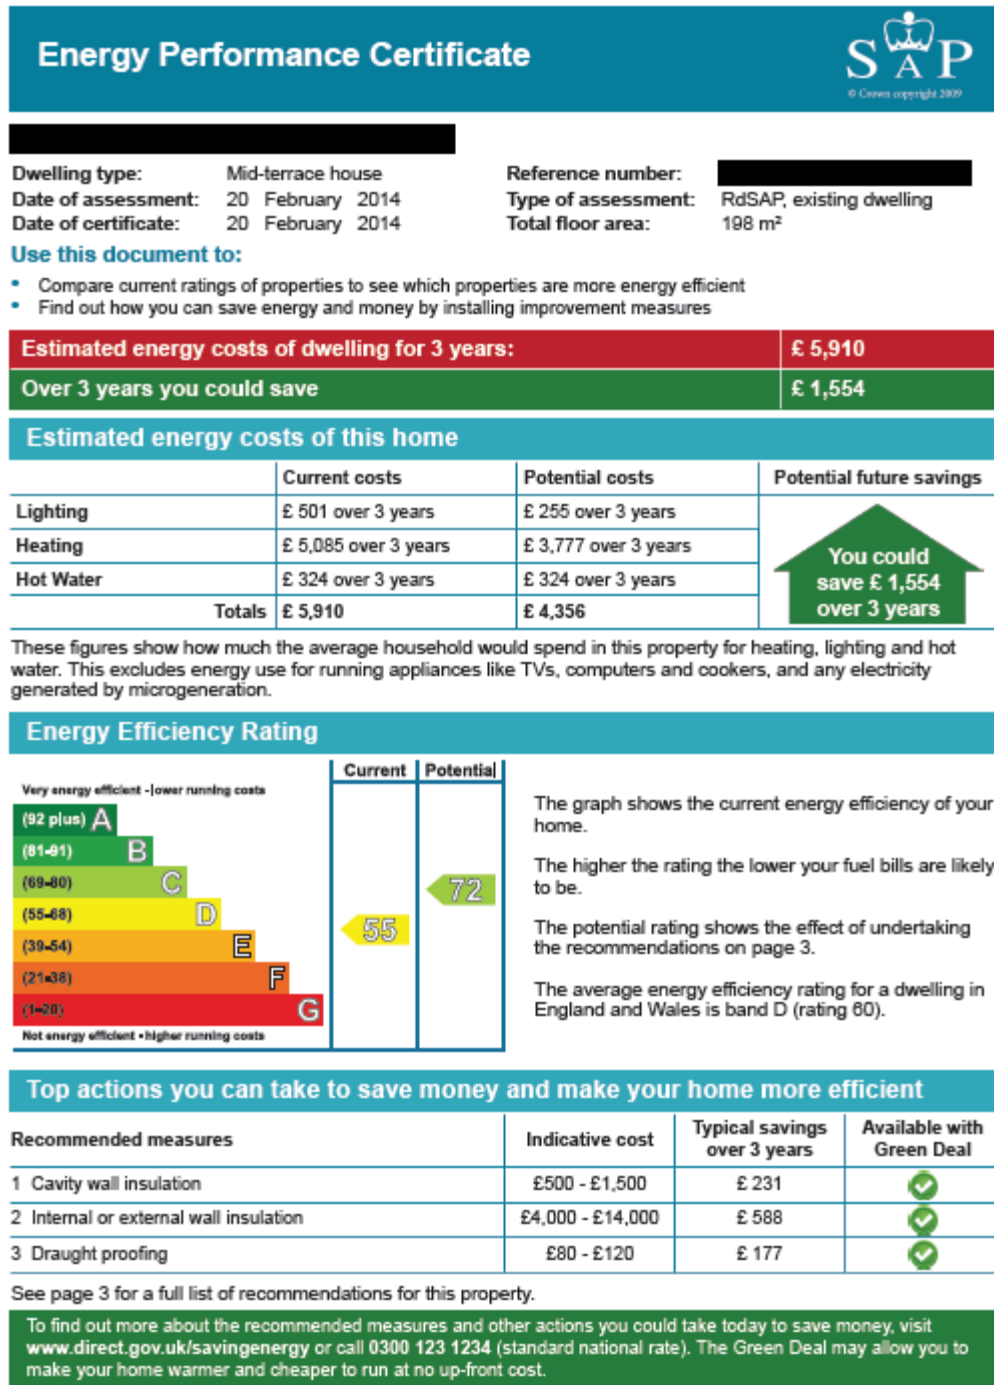 Energy Performance Certificate
SAP
© Crown copyright 2009
Dwelling type: Mid-terrace house
Reference number:
Date of assessment: 20 February 2014
Type of assessment: RdSAP, existing dwelling
Date of certificate: 20 February 2014
Total floor area: 198 m²
Use this document to:
• Compare current ratings of properties to see which properties are more energy efficient
• Find out how you can save energy and money by installing improvement measures
Estimated energy costs of dwelling for 3 years: £ 5,910
Over 3 years you could save £ 1,554
Estimated energy costs of this home
Current costs Potential costs Potential future savings
Lighting £ 501 over 3 years £ 255 over 3 years
Heating £ 5,085 over 3 years £ 3,777 over 3 years
Hot Water £ 324 over 3 years £ 324 over 3 years
Totals £ 5,910 £ 4,356
You could
save £ 1,554
over 3 years
These figures show how much the average household would spend in this property for heating, lighting and hot
water. This excludes energy use for running appliances like TVs, computers and cookers, and any electricity
generated by microgeneration.
Energy Efficiency Rating
Current Potential
Very energy efficient - lower running costs
(92 plus) A
(81-91) B
(69-80) C
(55-68) D
(39-54) E
(21-38) F
(1-20) G
Not energy efficient - higher running costs
55
72
The graph shows the current energy efficiency of your
home.
The higher the rating the lower your fuel bills are likely
to be.
The potential rating shows the effect of undertaking
the recommendations on page 3.
The average energy efficiency rating for a dwelling in
England and Wales is band D (rating 60).
Top actions you can take to save money and make your home more efficient
Recommended measures Indicative cost Typical savings over 3 years Available with Green Deal
1 Cavity wall insulation £500 - £1,500 £ 231
2 Internal or external wall insulation £4,000 - £14,000 £ 588
3 Draught proofing £80 - £120 £ 177
See page 3 for a full list of recommendations for this property.
To find out more about the recommended measures and other actions you could take today to save money, visit
www.direct.gov.uk/savingenergy or call 0300 123 1234 (standard national rate). The Green Deal may allow you to
make your home warmer and cheaper to run at no up-front cost.